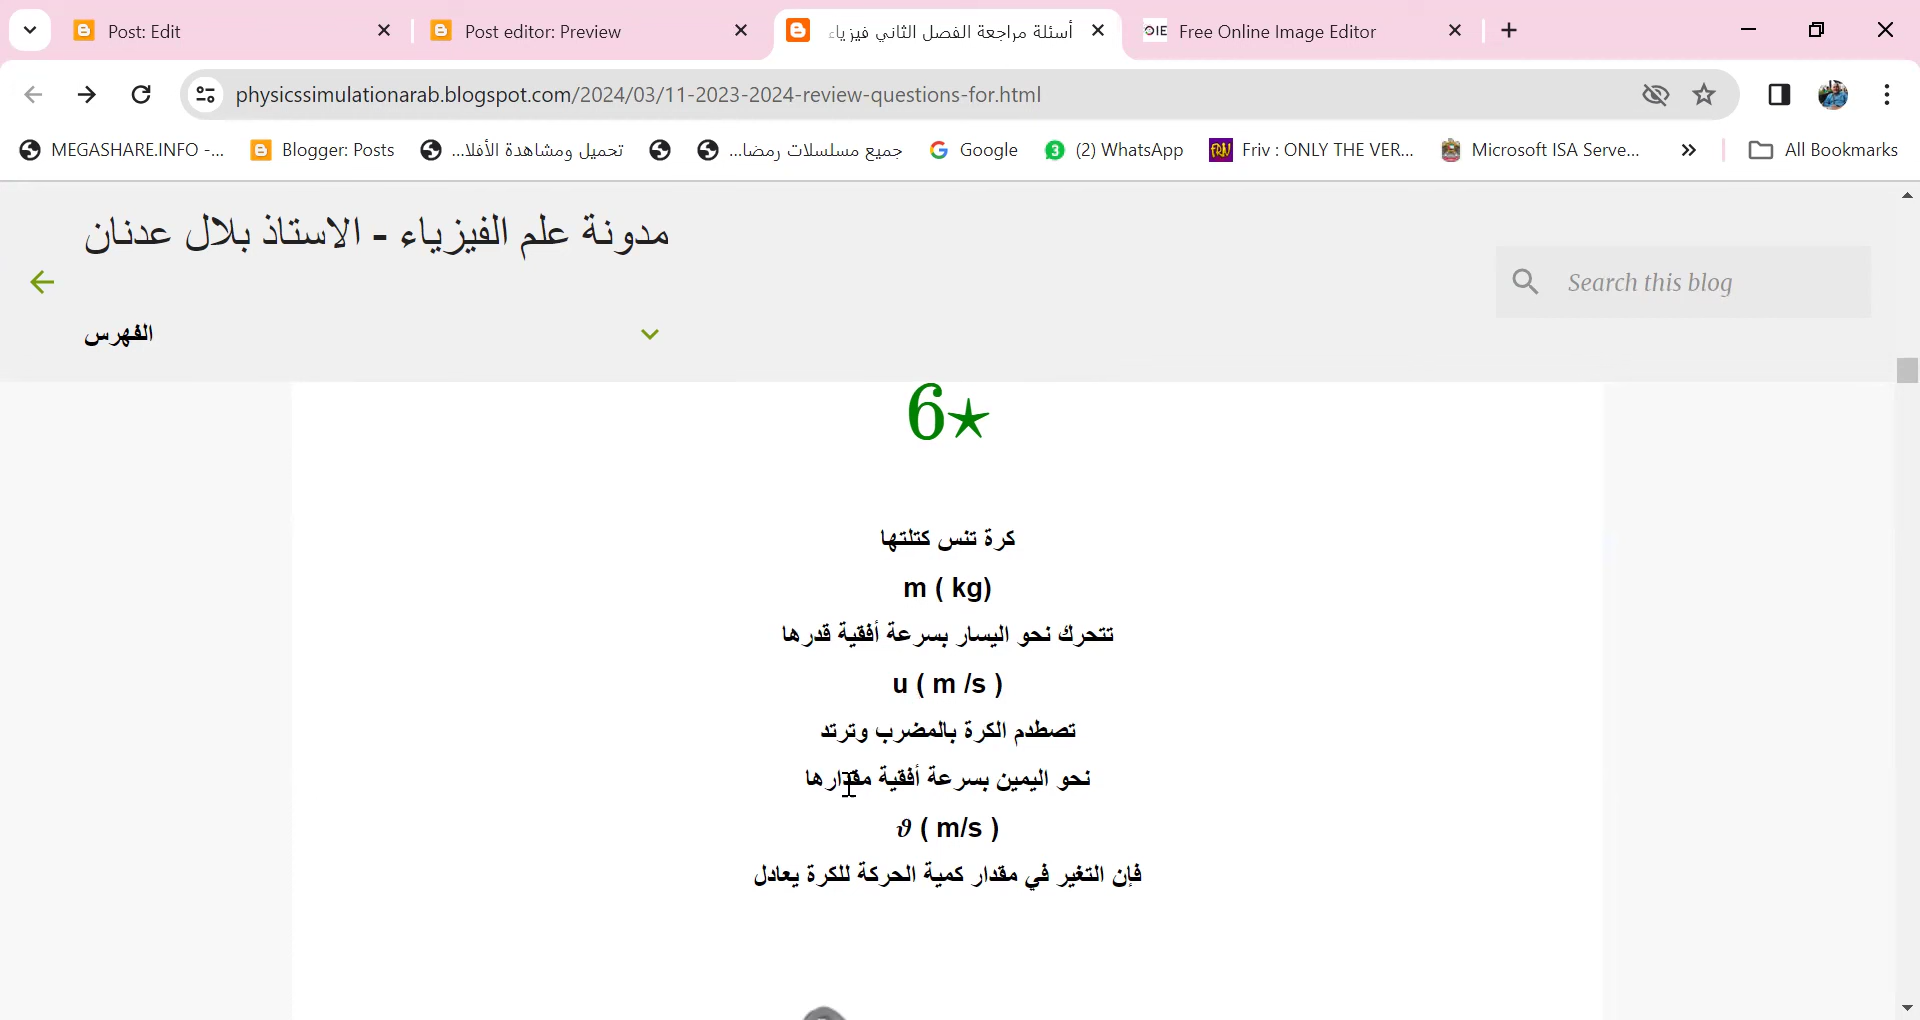 Post: Edit
Post editor: Preview
أسئلة مراجعة الفصل الثاني فيزياء
OIE Free Online Image Editor
physicssimulationarab.blogspot.com/2024/03/11-2023-2024-review-questions-for.html
MEGASHARE.INFO -...
Blogger: Posts
تحميل ومشاهدة الأفلا...
جميع مسلسلات رمضا...
Google
3 (2) WhatsApp
FRIV Friv : ONLY THE VER...
Microsoft ISA Serve...
All Bookmarks
مدونة علم الفيزياء - الاستاذ بلال عدنان
Search this blog
الفهرس
6★
كرة تنس كتلتها
m ( kg)
تتحرك نحو اليسار بسرعة أفقية قدرها
u ( m /s )
تصطدم الكرة بالمضرب وترتد
نحو اليمين بسرعة أفقية مقدارها
ϑ ( m/s )
فإن التغير في مقدار كمية الحركة للكرة يعادل